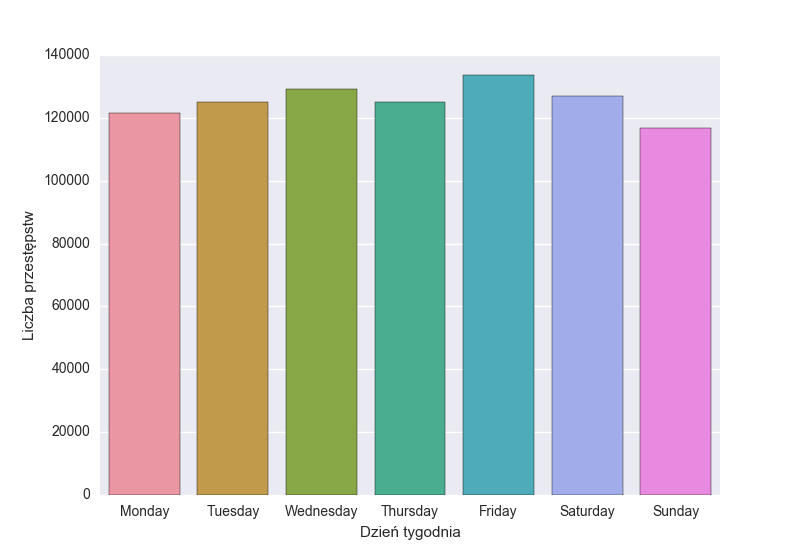 140000
120000
100000
80000
60000
40000
20000
0
Liczba przestępstw
Monday Tuesday Wednesday Thursday Friday Saturday Sunday
Dzień tygodnia